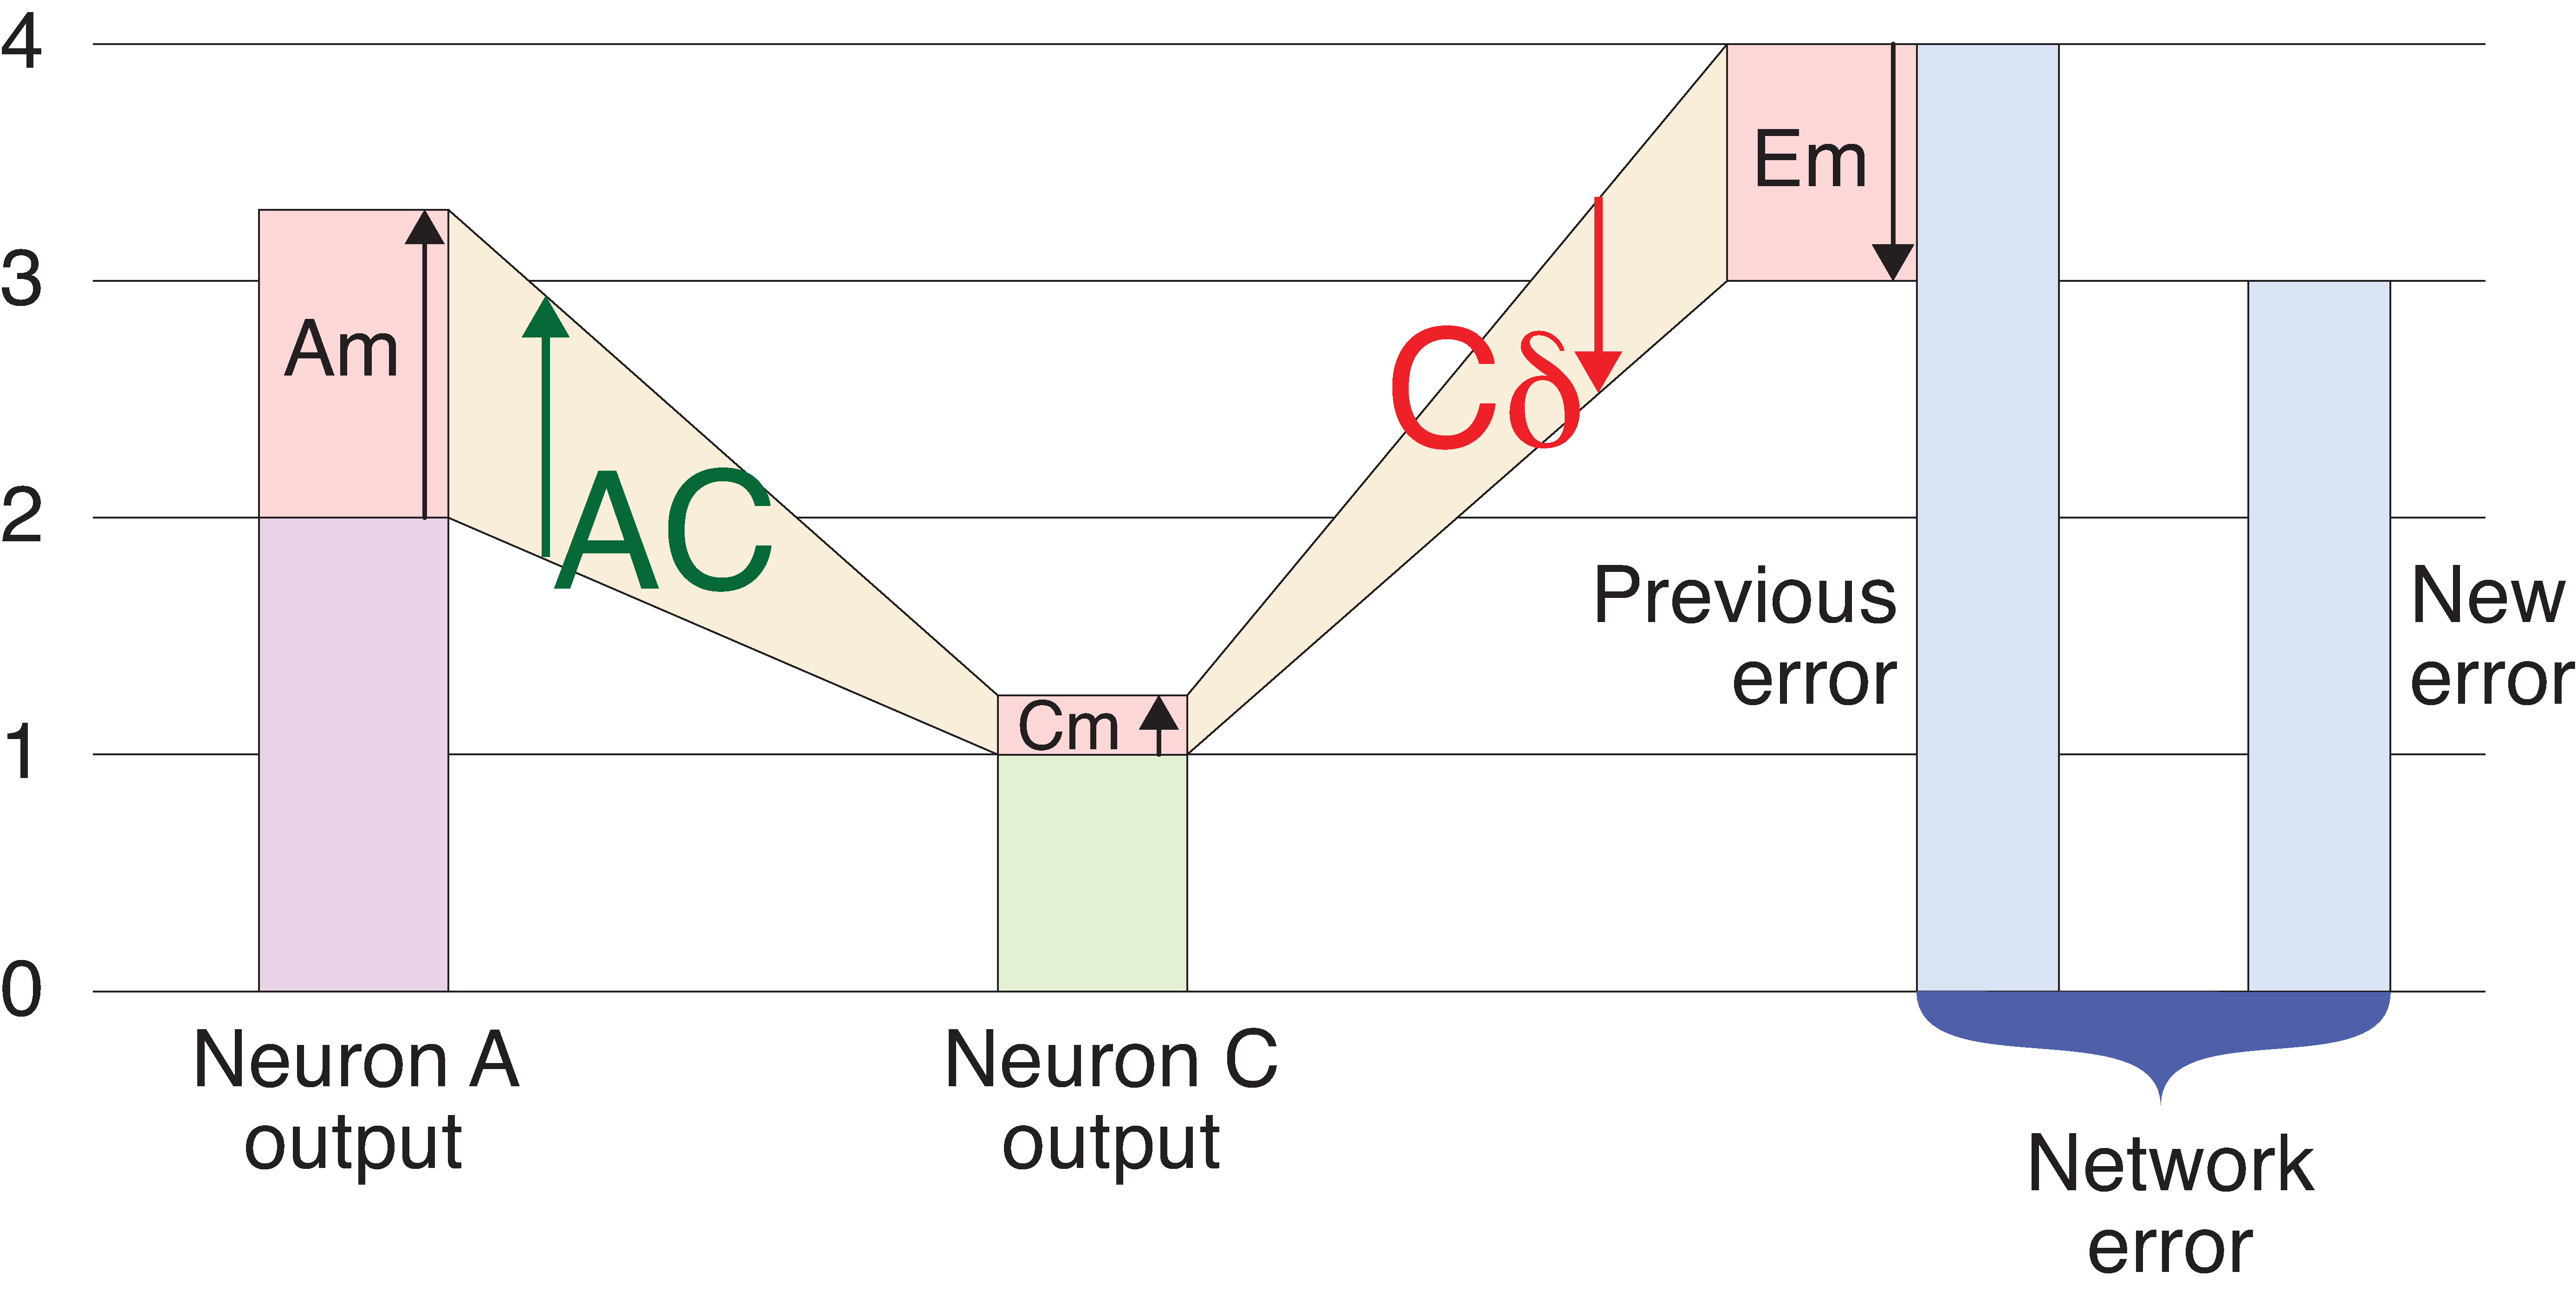 4
3
2
1
0
Am
AC
Cm
Cδ
Em
Previous
error
New
error
Neuron A
output
Neuron C
output
Network
error